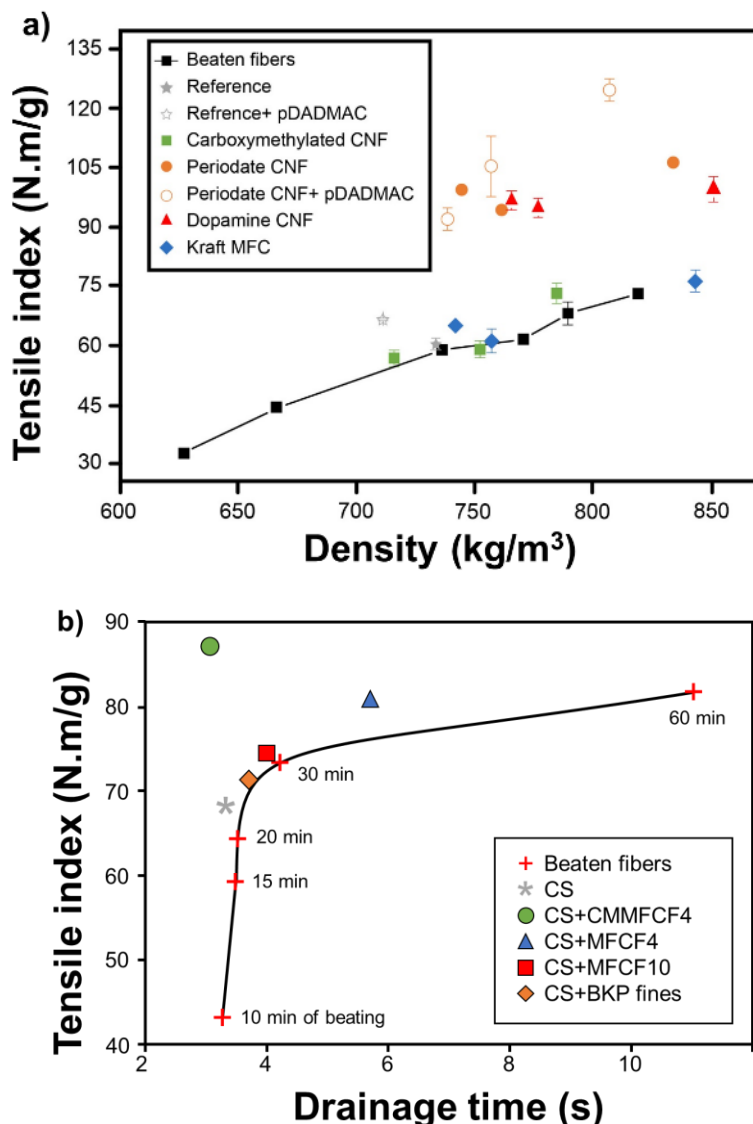 a)
Tensile index (N.m/g)
135
120
105
90
75
60
45
30
Beaten fibers
Reference
Refrence+ pDADMAC
Carboxymethylated CNF
Periodate CNF
Periodate CNF+ pDADMAC
Dopamine CNF
Kraft MFC
600 650 700 750 800 850
Density (kg/m³)
b)
Tensile index (N.m/g)
90
80
70
60
50
40
60 min
30 min
20 min
15 min
10 min of beating
Beaten fibers
CS
CS+CMMFCF4
CS+MFCF4
CS+MFCF10
CS+BKP fines
2 4 6 8 10
Drainage time (s)